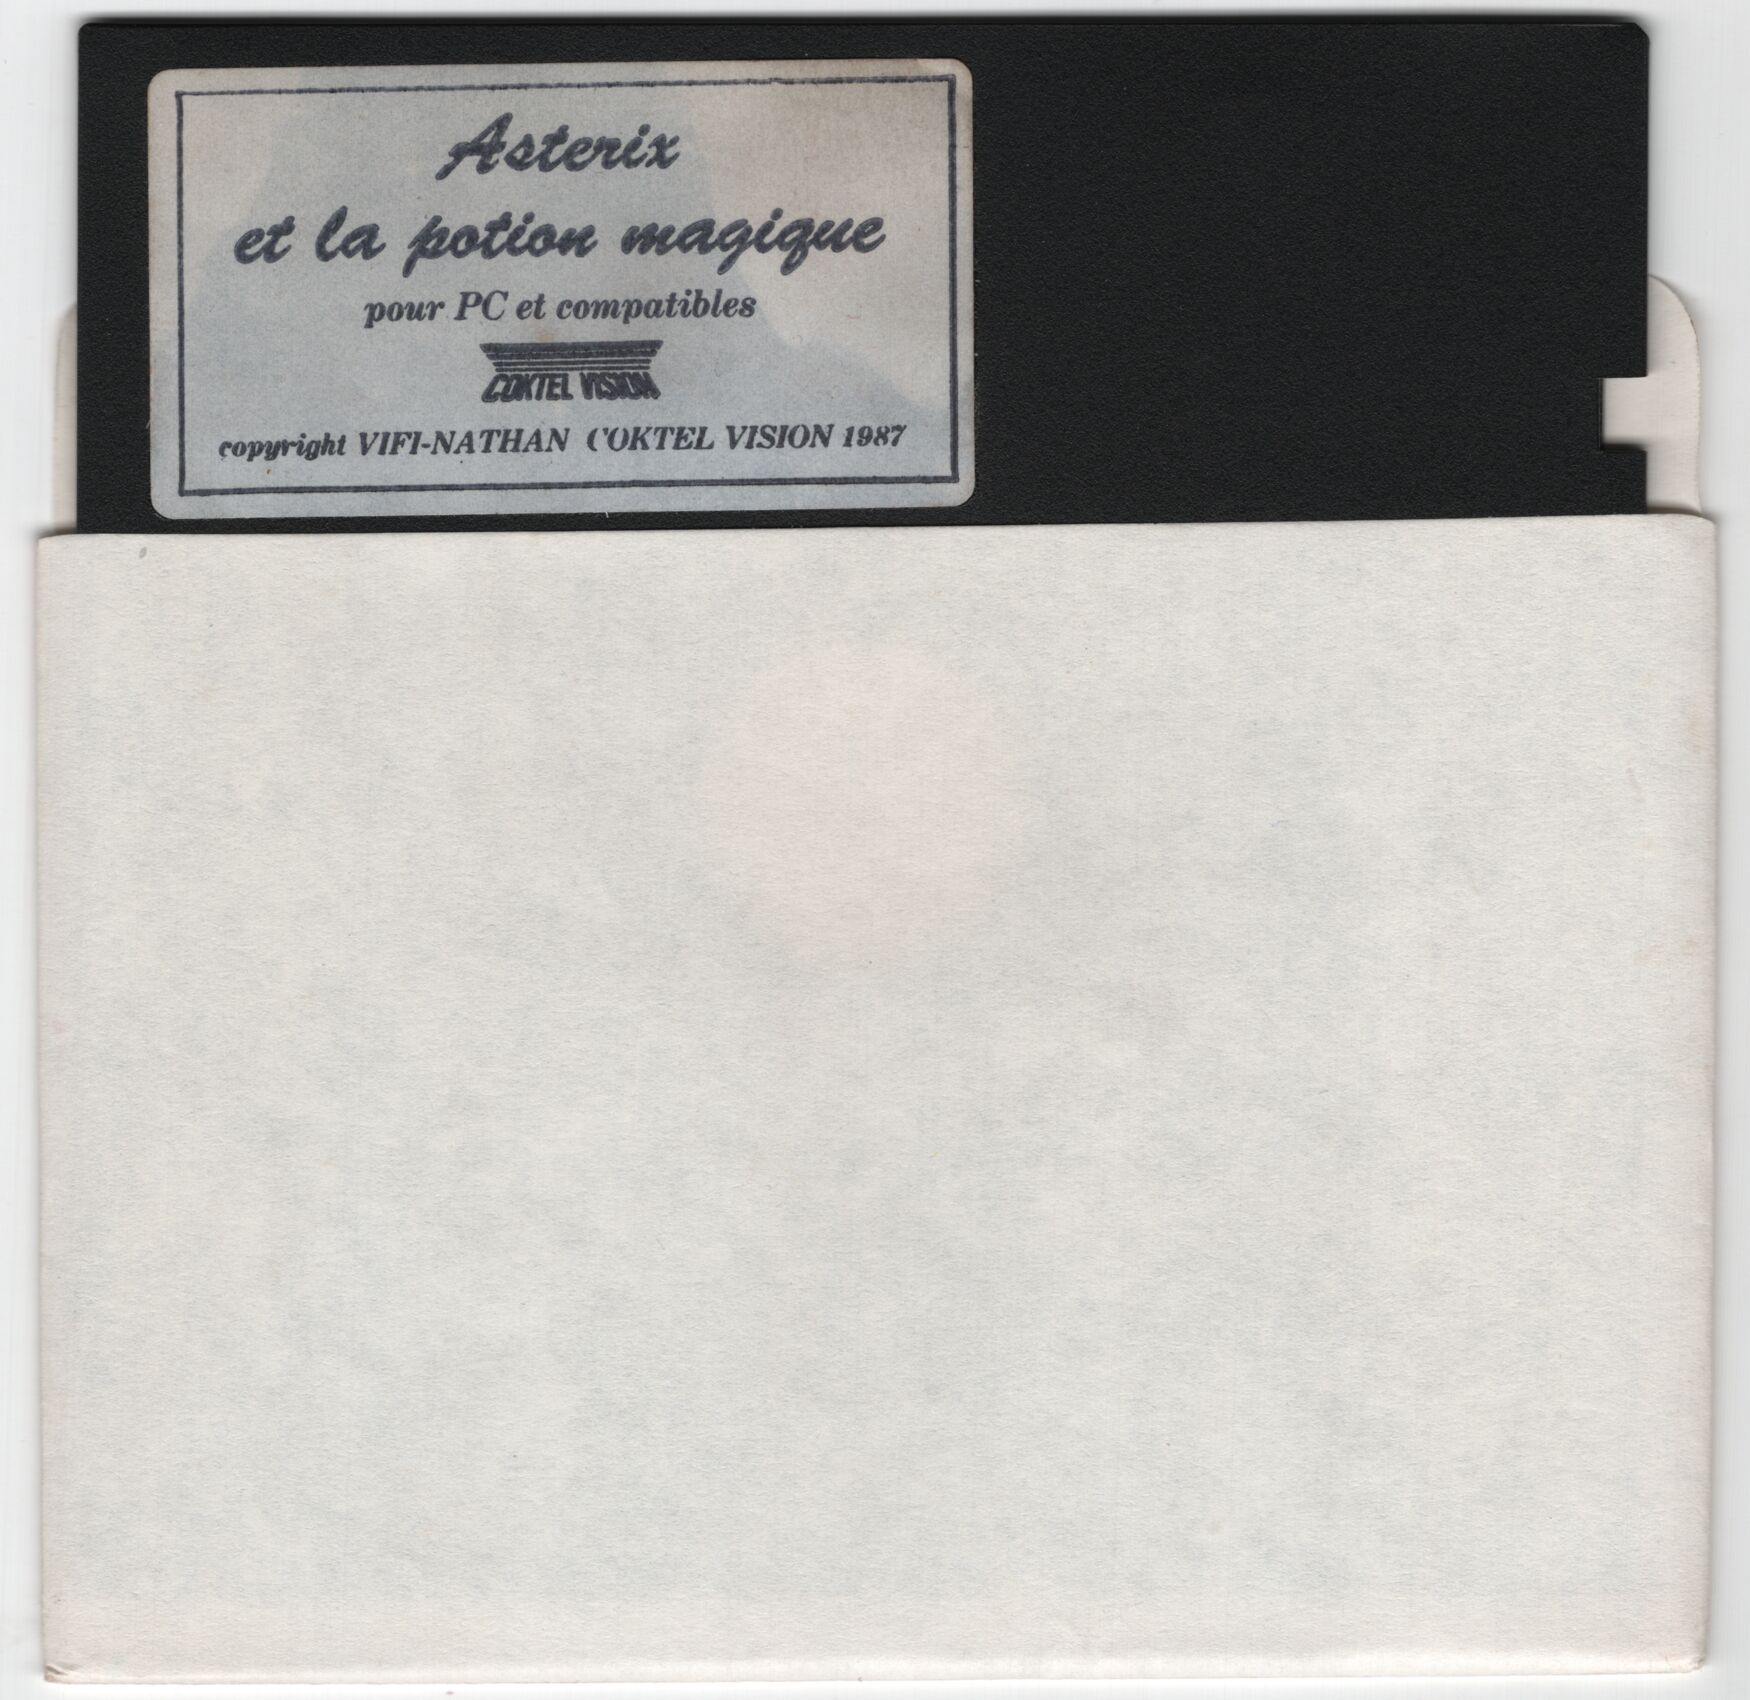 Asterix
et la potion magique
pour PC et compatibles
COKTEL VISION
copyright VIFI-NATHAN COKTEL VISION 1987